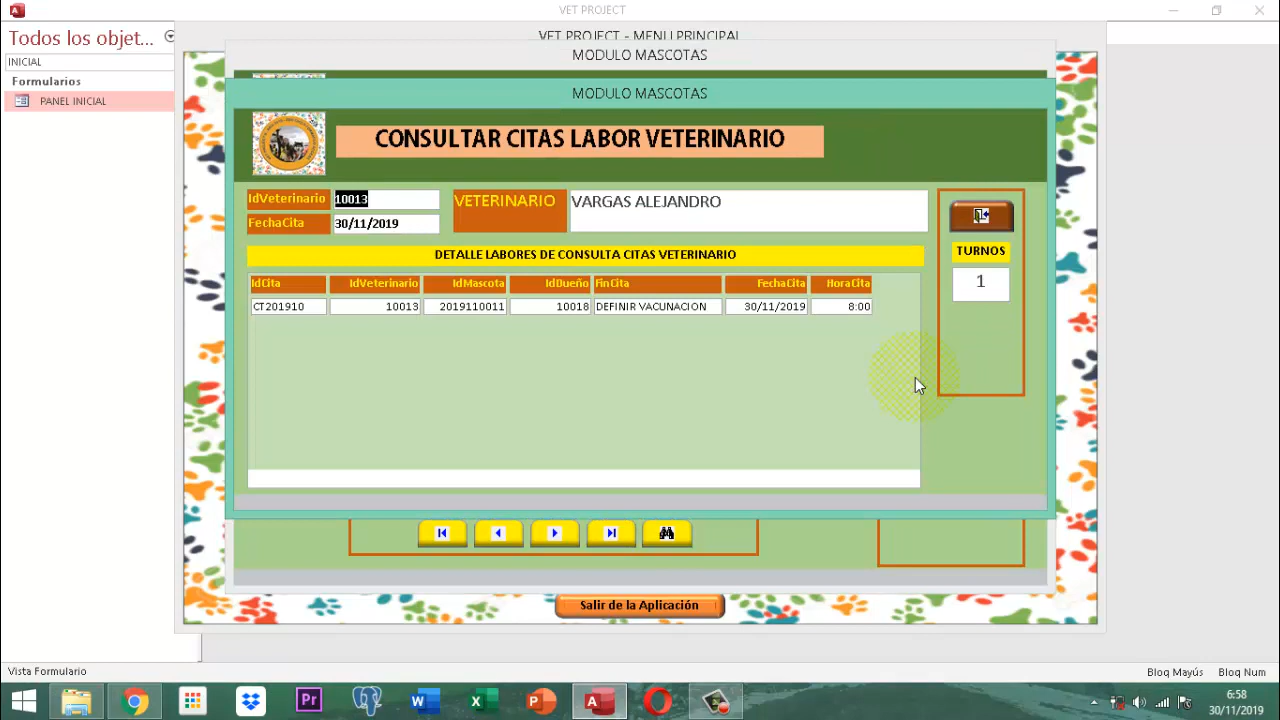 VET PROJECT
Todos los objet...
VET PROJECT - MENU PRINCIPAL
MODULO MASCOTAS
INICIAL
Formularios
PANEL INICIAL
MODULO MASCOTAS
CONSULTAR CITAS LABOR VETERINARIO
IdVeterinario 10013 VETERINARIO VARGAS ALEJANDRO
FechaCita 30/11/2019
DETALLE LABORES DE CONSULTA CITAS VETERINARIO
TURNOS
1
IdCita IdVeterinario IdMascota IdDueño FinCita FechaCita HoraCita
CT201910 10013 2019110011 10018 DEFINIR VACUNACION 30/11/2019 8:00
Salir de la Aplicación
Vista Formulario Bloq Mayús Bloq Num
6:58
30/11/2019